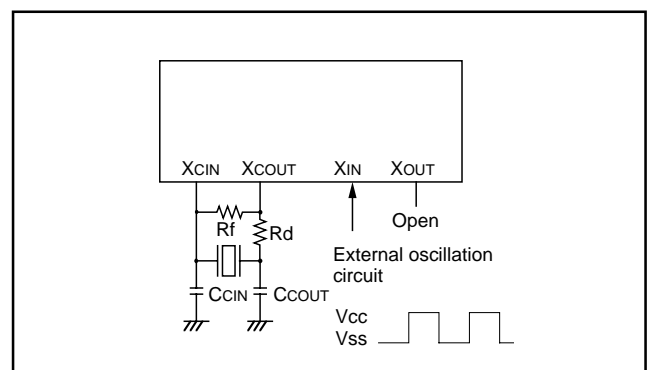 XCIN XCOUT XIN XOUT
Rf
Rd
Open
External oscillation
circuit
CCIN CCOUT
Vcc
Vss